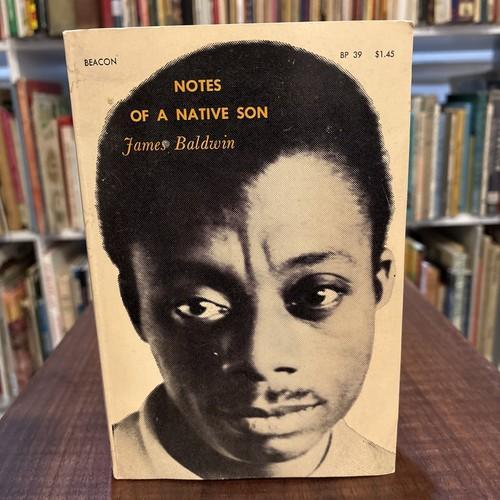 BEACON
BP 39 $1.45
NOTES
OF A NATIVE SON
James Baldwin